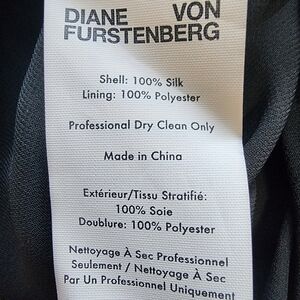 DIANE VON
FURSTENBERG
Shell: 100% Silk
Lining: 100% Polyester
Professional Dry Clean Only
Made in China
Extérieur/Tissu Stratifié:
100% Soie
Doublure: 100% Polyester
Nettoyage À Sec Professionnel
Seulement / Nettoyage À Sec
Par Un Professionel Uniquement